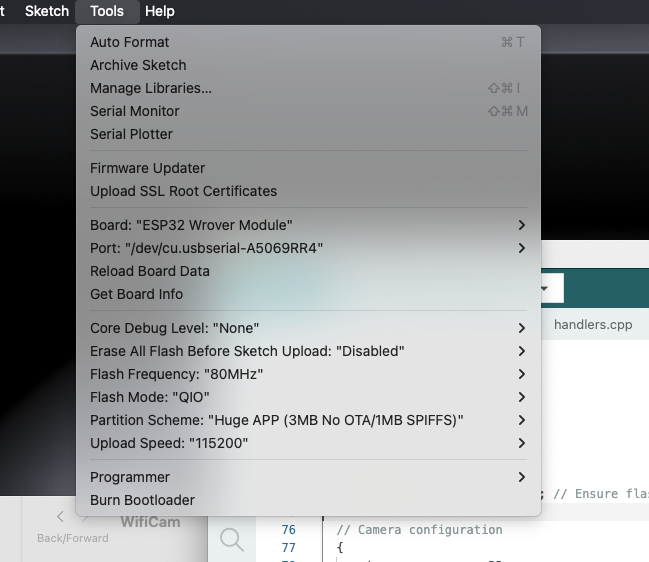 t Sketch Tools Help
Auto Format ⌘ T
Archive Sketch
Manage Libraries... ⇧⌘ I
Serial Monitor ⇧⌘ M
Serial Plotter
Firmware Updater
Upload SSL Root Certificates
Board: "ESP32 Wrover Module"
Port: "/dev/cu.usbserial-A5069RR4"
Reload Board Data
Get Board Info
Core Debug Level: "None"
Erase All Flash Before Sketch Upload: "Disabled"
Flash Frequency: "80MHz"
Flash Mode: "QIO"
Partition Scheme: "Huge APP (3MB No OTA/1MB SPIFFS)"
Upload Speed: "115200"
Programmer
Burn Bootloader
handlers.cpp
; // Ensure flas
WifiCam
Back/Forward
76 // Camera configuration
77 {